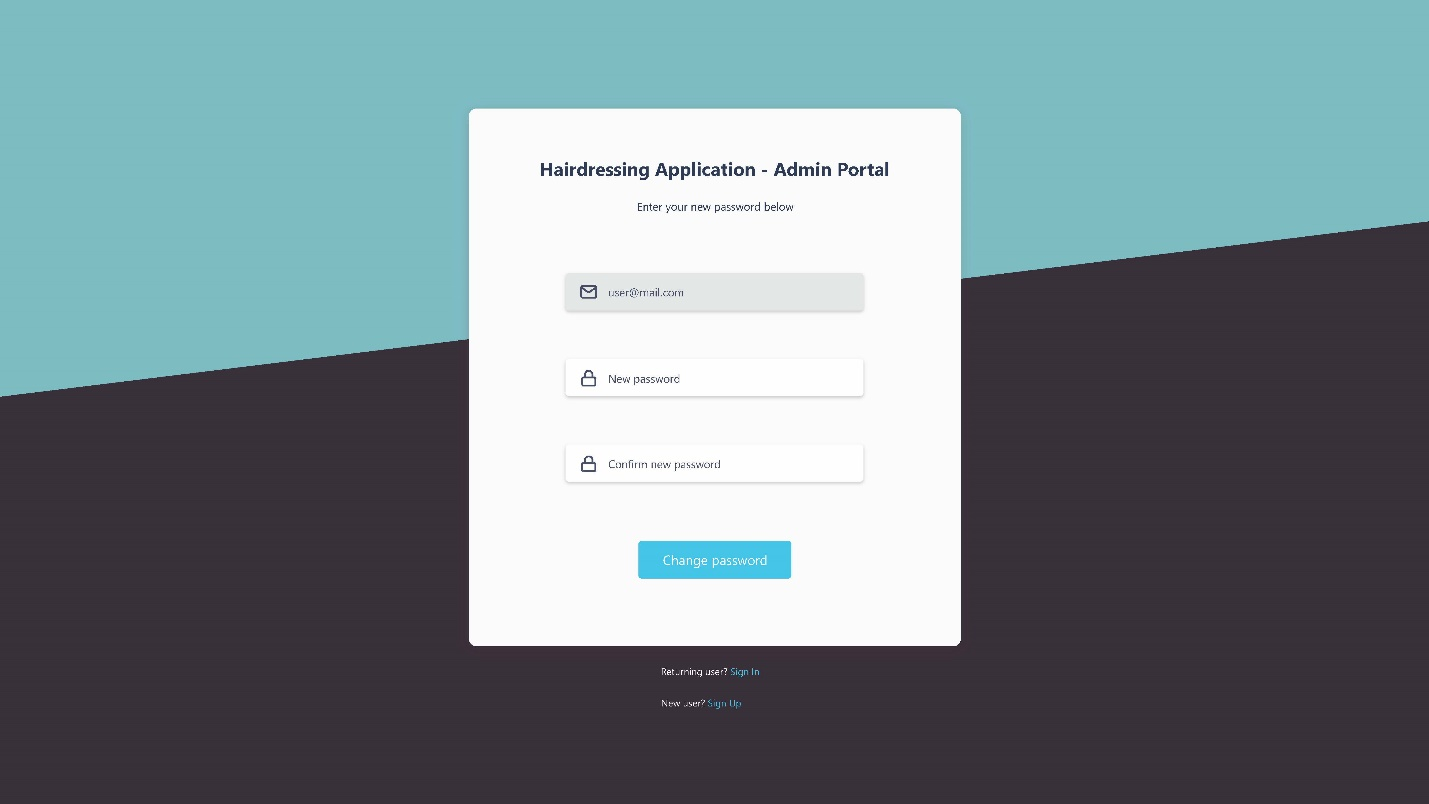 Hairdressing Application - Admin Portal
Enter your new password below
user@mail.com
New password
Confirm new password
Change password
Returning user? Sign In
New user? Sign Up